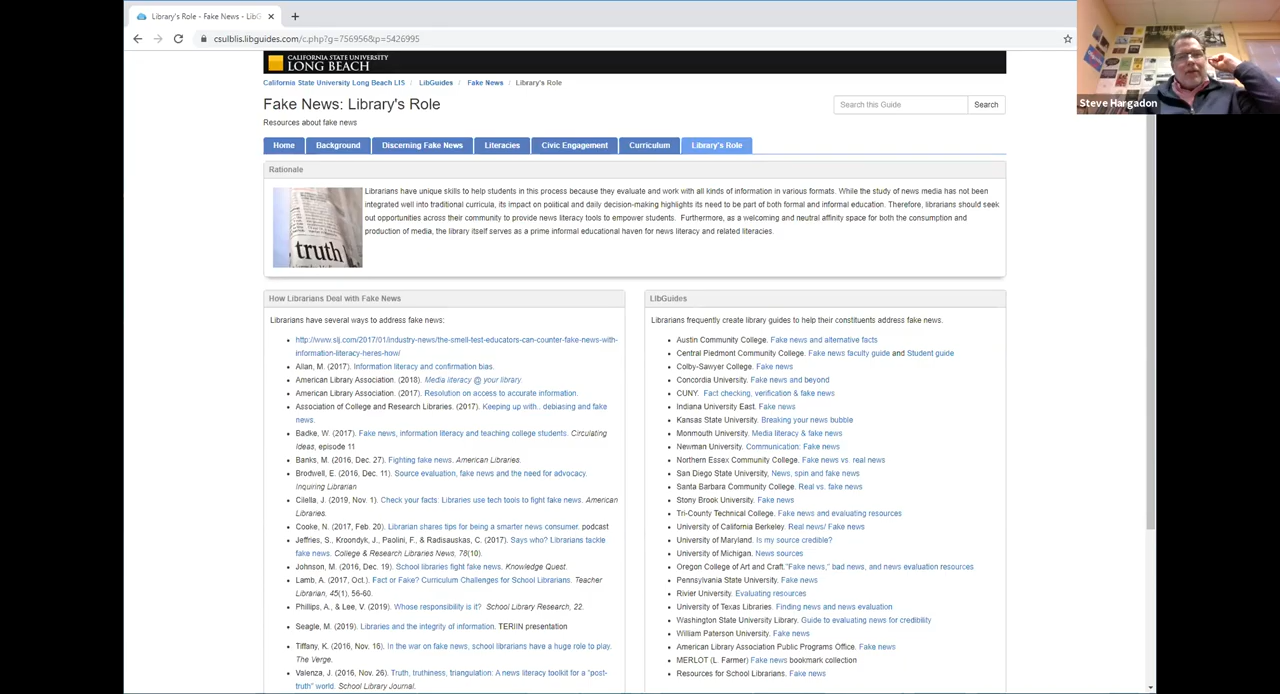 Library's Role - Fake News - LibG
csulblis.libguides.com/c.php?g=756956&p=5426995
Steve Hargadon
CALIFORNIA STATE UNIVERSITY
LONG BEACH
California State University Long Beach LIS / LibGuides / Fake News / Library's Role
Fake News: Library's Role
Search this Guide
Search
Resources about fake news
Home
Background
Discerning Fake News
Literacies
Civic Engagement
Curriculum
Library's Role
Rationale
truth
Librarians have unique skills to help students in this process because they evaluate and work with all kinds of information in various formats. While the study of news media has not been
integrated well into traditional curricula, its impact on political and daily decision-making highlights its need to be part of both formal and informal education. Therefore, librarians should seek
out opportunities across their community to provide news literacy tools to empower students. Furthermore, as a welcoming and neutral affinity space for both the consumption and
production of media, the library itself serves as a prime informal educational haven for news literacy and related literacies.
How Librarians Deal with Fake News
Librarians have several ways to address fake news:
http://www.slj.com/2017/01/industry-news/the-smell-test-educators-can-counter-fake-news-with-
information-literacy-heres-how/
Allan, M. (2017). Information literacy and confirmation bias.
American Library Association. (2018). Media literacy @ your library
American Library Association. (2017). Resolution on access to accurate information.
Association of College and Research Libraries. (2017). Keeping up with.. debiasing and fake
news.
Badke, W. (2017). Fake news, information literacy and teaching college students. Circulating
Ideas, episode 11
Banks, M. (2016, Dec. 27). Fighting fake news. American Libraries.
Brodwell, E. (2016, Dec. 11). Source evaluation, fake news and the need for advocacy.
Inquiring Librarian
Cilella, J. (2019, Nov. 1). Check your facts: Libraries use tech tools to fight fake news. American
Libraries.
Cooke, N. (2017, Feb. 20). Librarian shares tips for being a smarter news consumer. podcast
Jeffries, S., Kroondyk, J., Paolini, F., & Radisauskas, C. (2017). Says who? Librarians tackle
fake news. College & Research Libraries News, 78(10).
Johnson, M. (2016, Dec. 19). School libraries fight fake news. Knowledge Quest.
Lamb, A. (2017, Oct.). Fact or Fake? Curriculum Challenges for School Librarians. Teacher
Librarian, 45(1), 56-60.
Phillips, A., & Lee, V. (2019). Whose responsibility is it? School Library Research, 22.
Seagle, M. (2019). Libraries and the integrity of information. TERIIN presentation
Tiffany, K. (2016, Nov. 16). In the war on fake news, school librarians have a huge role to play.
The Verge.
Valenza, J. (2016, Nov. 26). Truth, truthiness, triangulation: A news literacy toolkit for a "post-
truth" world. School Library Journal.
LibGuides
Librarians frequently create library guides to help their constituents address fake news.
Austin Community College. Fake news and alternative facts
Central Piedmont Community College. Fake news faculty guide and Student guide
Colby-Sawyer College. Fake news
Concordia University. Fake news and beyond
CUNY. Fact checking, verification & fake news
Indiana University East. Fake news
Kansas State University. Breaking your news bubble
Monmouth University. Media literacy & fake news
Newman University. Communication: Fake news
Northern Essex Community College. Fake news vs. real news
San Diego State University, News, spin and fake news
Santa Barbara Community College. Real vs. fake news
Stony Brook University. Fake news
Tri-County Technical College. Fake news and evaluating resources
University of California Berkeley. Real news/ Fake news
University of Maryland. Is my source credible?
University of Michigan. News sources
Oregon College of Art and Craft."Fake news," bad news, and news evaluation resources
Pennsylvania State University. Fake news
Rivier University. Evaluating resources
University of Texas Libraries. Finding news and news evaluation
Washington State University Library. Guide to evaluating news for credibility
William Paterson University. Fake news
American Library Association Public Programs Office. Fake news
MERLOT (L. Farmer) Fake news bookmark collection
Resources for School Librarians. Fake news